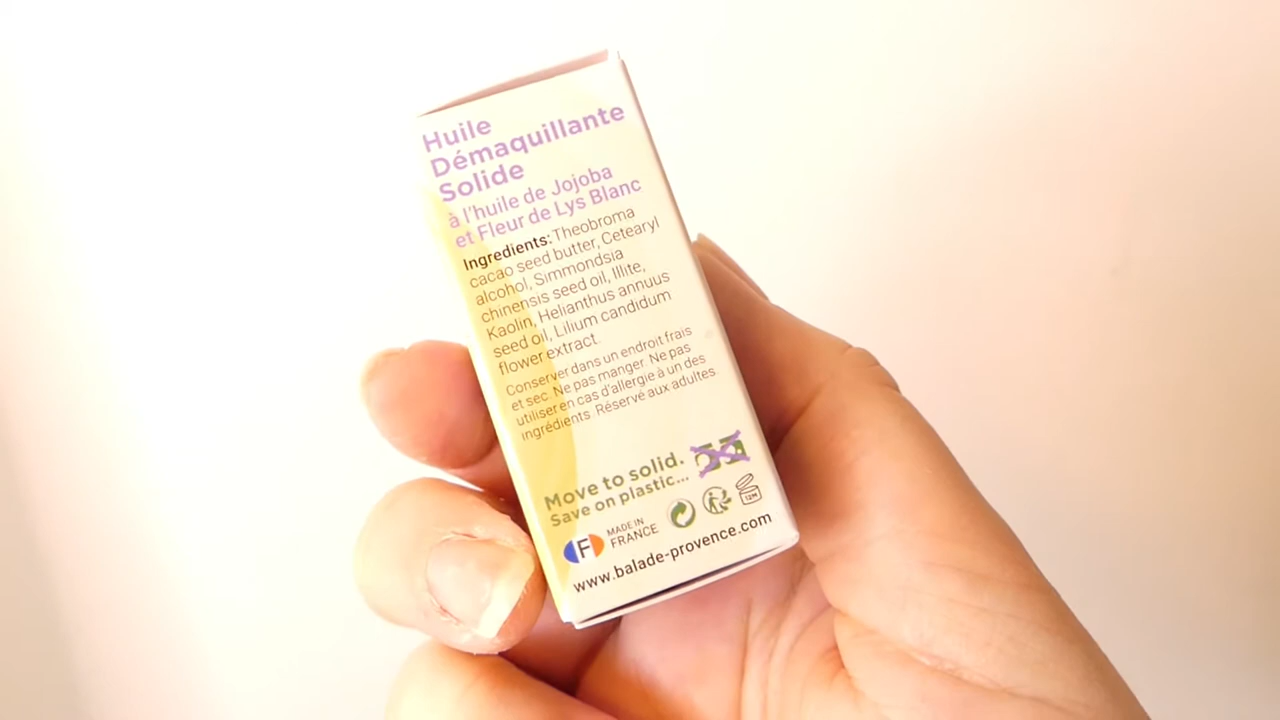 Huile
Démaquillante
Solide
à l'huile de Jojoba
et Fleur de Lys Blanc
Ingredients: Theobroma
cacao seed butter, Cetearyl
alcohol, Simmondsia
chinensis seed oil, Illite,
Kaolin, Helianthus annuus
seed oil, Lilium candidum
flower extract.
Conserver dans un endroit frais
et sec. Ne pas manger. Ne pas
utiliser en cas d'allergie à un des
ingrédients. Réservé aux adultes.
Move to solid.
Save on plastic...
F
MADE IN
FRANCE
12M
www.balade-provence.com